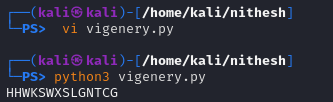 ┌──(kali㉿kali)-[/home/kali/nithesh]
└─PS> vi vigenery.py
┌──(kali㉿kali)-[/home/kali/nithesh]
└─PS> python3 vigenery.py
HHWKSWXSLGNTCG